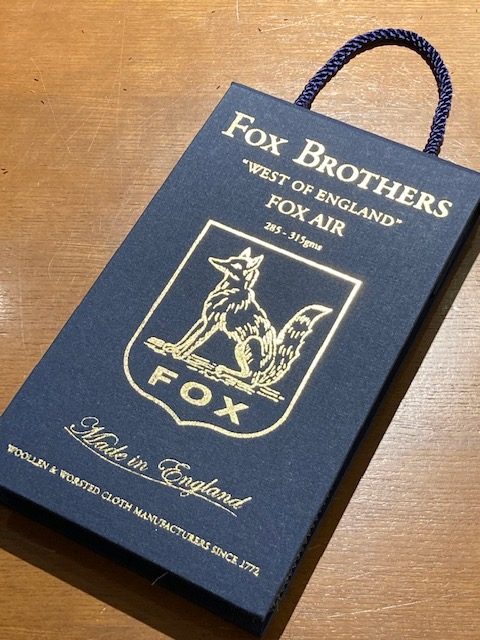 FOX BROTHERS
"WEST OF ENGLAND"
FOX AIR
285 - 315gms
FOX
Made in England
WOOLLEN & WORSTED CLOTH MANUFACTURERS SINCE 1772